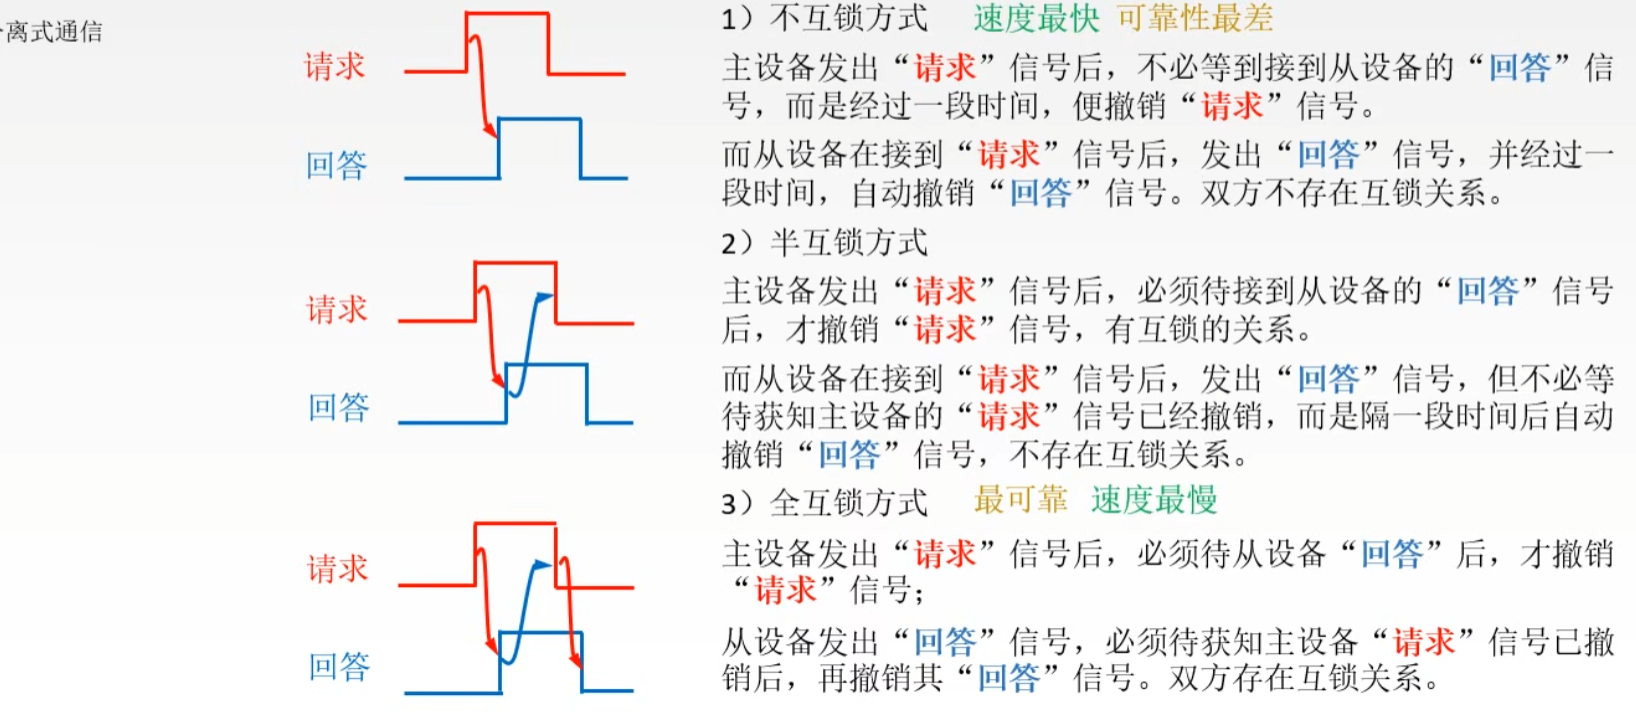 离式通信
请求
回答
1）不互锁方式 速度最快 可靠性最差
主设备发出“请求”信号后，不必等到接到从设备的“回答”信
号，而是经过一段时间，便撤销“请求”信号。
而从设备在接到“请求”信号后，发出“回答”信号，并经过一
段时间，自动撤销“回答”信号。双方不存在互锁关系。
请求
回答
2）半互锁方式
主设备发出“请求”信号后，必须待接到从设备的“回答”信号
后，才撤销“请求”信号，有互锁的关系。
而从设备在接到“请求”信号后，发出“回答”信号，但不必等
待获知主设备的“请求”信号已经撤销，而是隔一段时间后自动
撤销“回答”信号，不存在互锁关系。
请求
回答
3）全互锁方式 最可靠 速度最慢
主设备发出“请求”信号后，必须待从设备“回答”后，才撤销
“请求”信号；
从设备发出“回答”信号，必须待获知主设备“请求”信号已撤
销后，再撤销其“回答”信号。双方存在互锁关系。